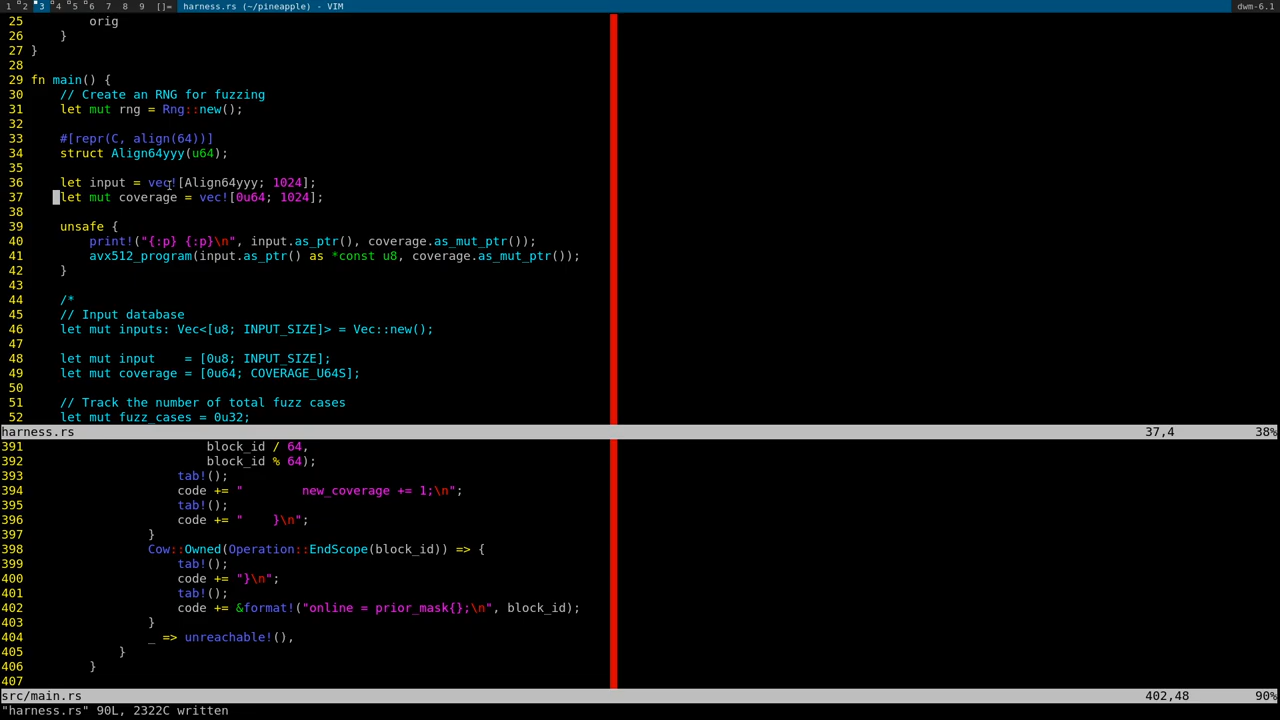 1 2 3 4 5 6 7 8 9 []= harness.rs (~/pineapple) - VIM dwm-6.1
25         orig
26     }
27 }
28
29 fn main() {
30     // Create an RNG for fuzzing
31     let mut rng = Rng::new();
32
33     #[repr(C, align(64))]
34     struct Align64yyy(u64);
35
36     let input = vec![Align64yyy; 1024];
37     let mut coverage = vec![0u64; 1024];
38
39     unsafe {
40         print!("{:p} {:p}\n", input.as_ptr(), coverage.as_mut_ptr());
41         avx512_program(input.as_ptr() as *const u8, coverage.as_mut_ptr());
42     }
43
44     /*
45     // Input database
46     let mut inputs: Vec<[u8; INPUT_SIZE]> = Vec::new();
47
48     let mut input    = [0u8; INPUT_SIZE];
49     let mut coverage = [0u64; COVERAGE_U64S];
50
51     // Track the number of total fuzz cases
52     let mut fuzz_cases = 0u32;
harness.rs 37,4 38%
391                         block_id / 64,
392                         block_id % 64);
393                     tab!();
394                     code += "        new_coverage += 1;\n";
395                     tab!();
396                     code += "    }\n";
397                 }
398                 Cow::Owned(Operation::EndScope(block_id)) => {
399                     tab!();
400                     code += "}\n";
401                     tab!();
402                     code += &format!("online = prior_mask{};\n", block_id);
403                 }
404                 _ => unreachable!(),
405             }
406         }
407
src/main.rs 402,48 90%
"harness.rs" 90L, 2322C written